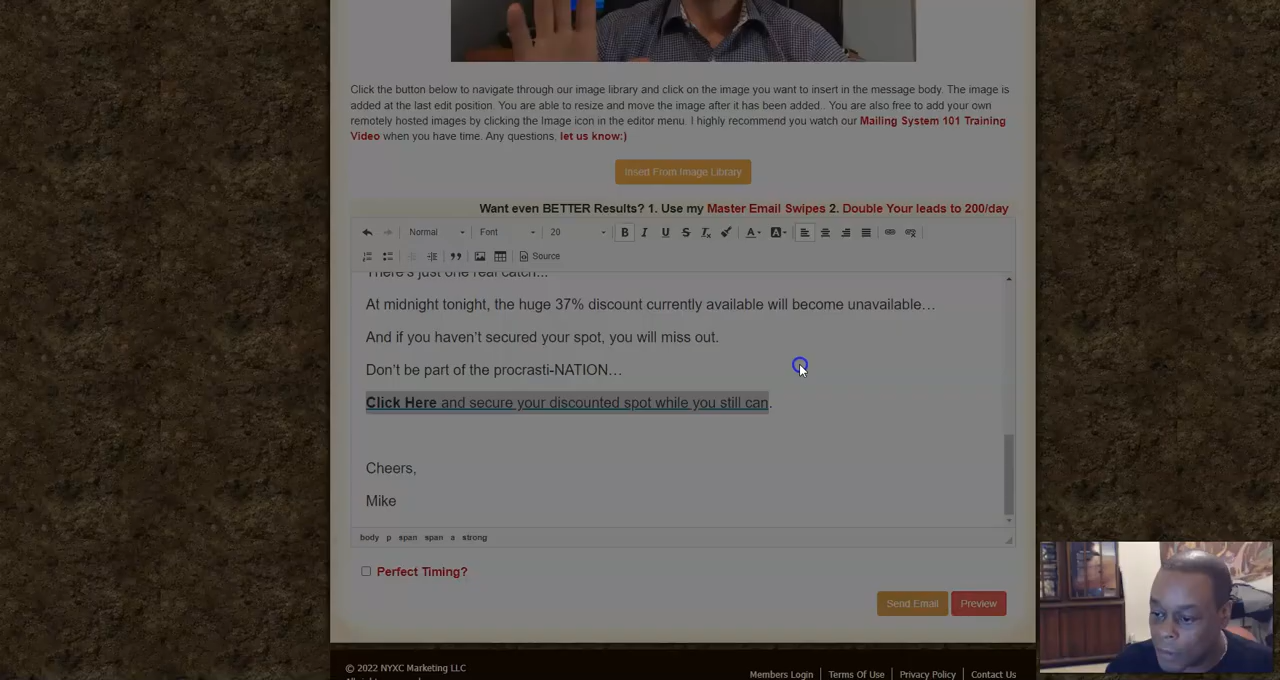 Click the button below to navigate through our image library and click on the image you want to insert in the message body. The image is
added at the last edit position. You are able to resize and move the image after it has been added.. You are also free to add your own
remotely hosted images by clicking the Image icon in the editor menu. I highly recommend you watch our Mailing System 101 Training
Video when you have time. Any questions, let us know:)
Insert From Image Library
Want even BETTER Results? 1. Use my Master Email Swipes 2. Double Your leads to 200/day
Normal Font 20 B I U S Tx A A
Source
There's just one real catch...
At midnight tonight, the huge 37% discount currently available will become unavailable…
And if you haven't secured your spot, you will miss out.
Don't be part of the procrasti-NATION…
Click Here and secure your discounted spot while you still can.
Cheers,
Mike
body p span span a strong
Perfect Timing?
Send Email Preview
© 2022 NYXC Marketing LLC
Members Login Terms Of Use Privacy Policy Contact Us